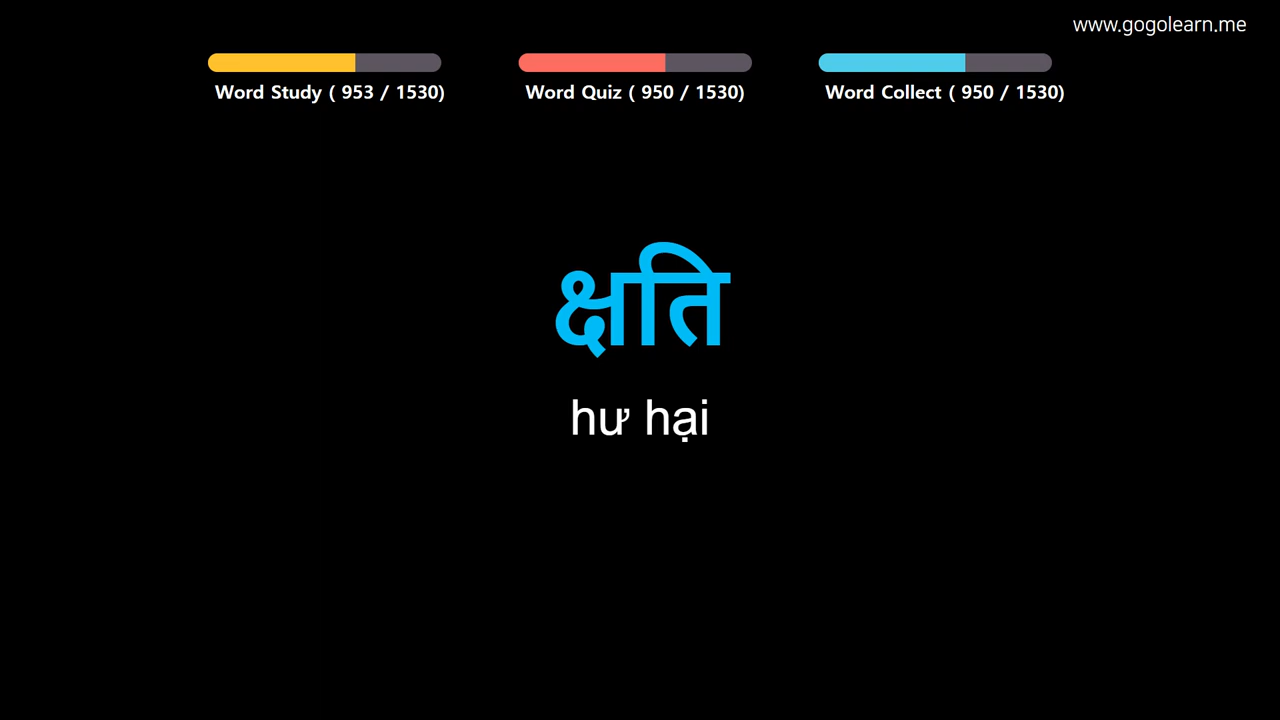 www.gogolearn.me
Word Study ( 953 / 1530)
Word Quiz ( 950 / 1530)
Word Collect ( 950 / 1530)
क्षति
hư hại